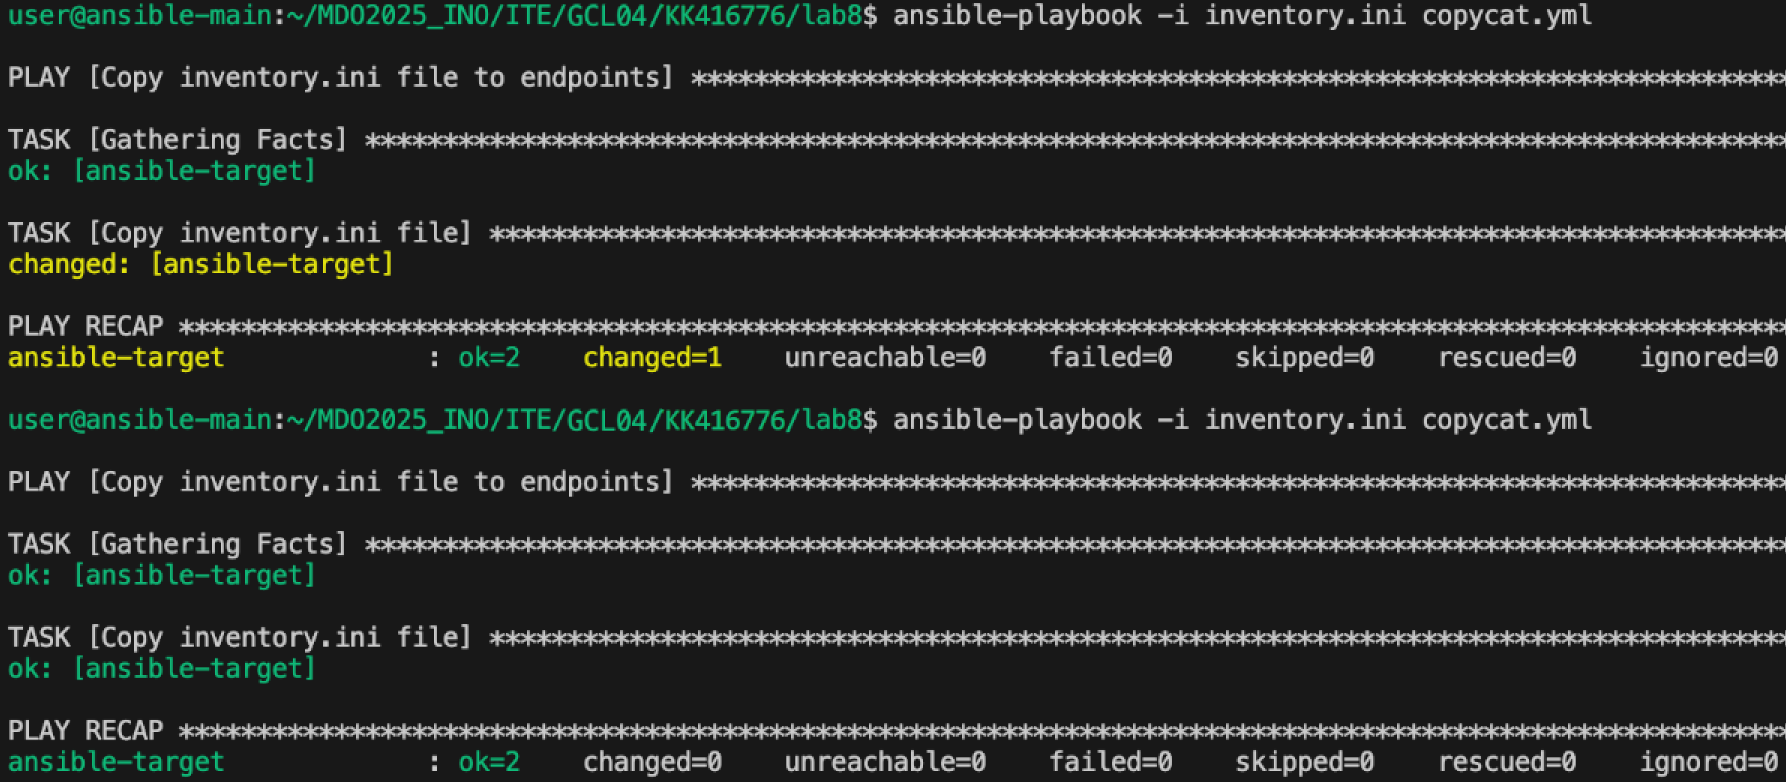 user@ansible-main:~/MDO2025_INO/ITE/GCL04/KK416776/lab8$ ansible-playbook -i inventory.ini copycat.yml
PLAY [Copy inventory.ini file to endpoints] **********************************************************************
TASK [Gathering Facts] *******************************************************************************************
ok: [ansible-target]
TASK [Copy inventory.ini file] ***********************************************************************************
changed: [ansible-target]
PLAY RECAP *******************************************************************************************************
ansible-target : ok=2 changed=1 unreachable=0 failed=0 skipped=0 rescued=0 ignored=0
user@ansible-main:~/MDO2025_INO/ITE/GCL04/KK416776/lab8$ ansible-playbook -i inventory.ini copycat.yml
PLAY [Copy inventory.ini file to endpoints] **********************************************************************
TASK [Gathering Facts] *******************************************************************************************
ok: [ansible-target]
TASK [Copy inventory.ini file] ***********************************************************************************
ok: [ansible-target]
PLAY RECAP *******************************************************************************************************
ansible-target : ok=2 changed=0 unreachable=0 failed=0 skipped=0 rescued=0 ignored=0